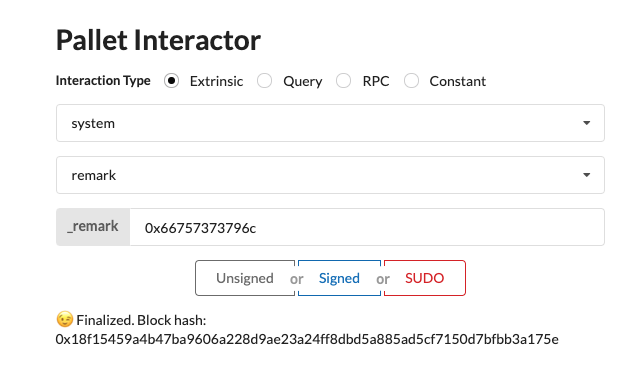 Pallet Interactor
Interaction Type Extrinsic Query RPC Constant
system
remark
_remark 0x66757373796c
Unsigned or Signed or SUDO
😉 Finalized. Block hash:
0x18f15459a4b47ba9606a228d9ae23a24ff8dbd5a885ad5cf7150d7bfbb3a175e